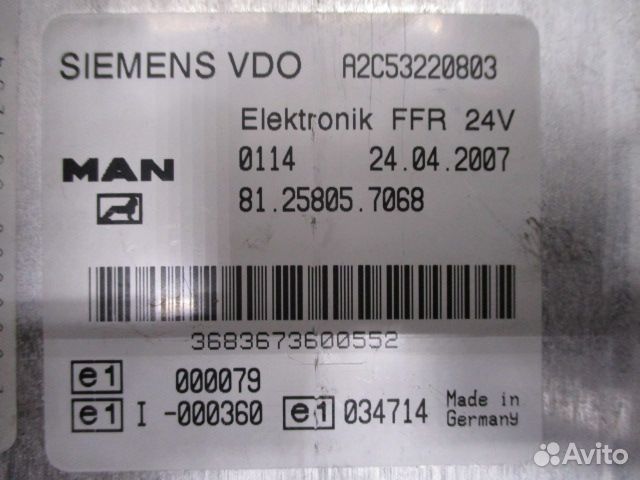 SIEMENS VDO A2C53220803
Elektronik FFR 24V
MAN 0114 24.04.2007
81.25805.7068
3683673600552
e1 000079
e1 I -000360 e1 034714 Made in Germany
Avito